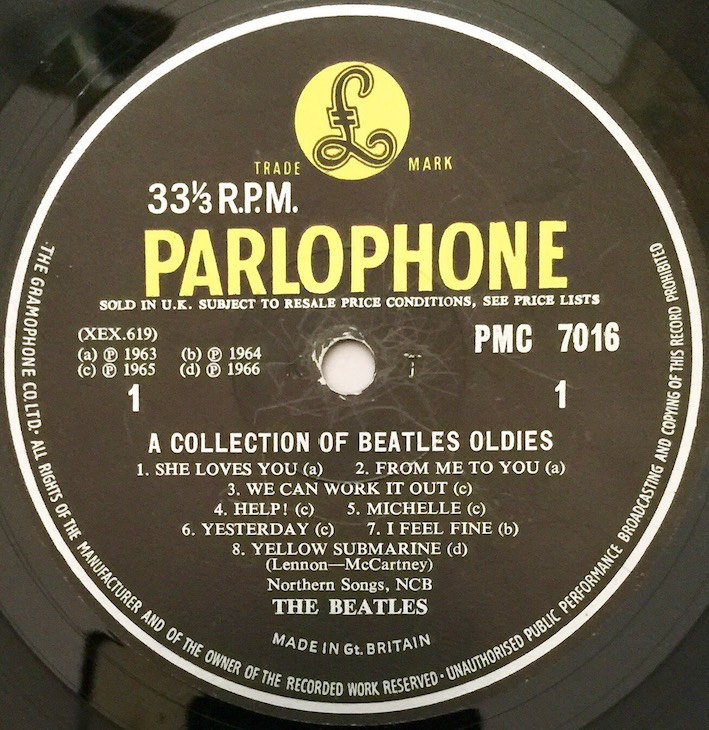 £
TRADE MARK
33⅓ R.P.M.
PARLOPHONE
SOLD IN U.K. SUBJECT TO RESALE PRICE CONDITIONS, SEE PRICE LISTS
(XEX.619)
PMC 7016
(a) ℗ 1963 (b) ℗ 1964
(c) ℗ 1965 (d) ℗ 1966
1 1
A COLLECTION OF BEATLES OLDIES
1. SHE LOVES YOU (a) 2. FROM ME TO YOU (a)
3. WE CAN WORK IT OUT (c)
4. HELP! (c) 5. MICHELLE (c)
6. YESTERDAY (c) 7. I FEEL FINE (b)
8. YELLOW SUBMARINE (d)
(Lennon—McCartney)
Northern Songs, NCB
THE BEATLES
MADE IN Gt. BRITAIN
THE GRAMOPHONE CO. LTD. · ALL RIGHTS OF THE MANUFACTURER AND OF THE OWNER OF THE RECORDED WORK RESERVED · UNAUTHORISED PUBLIC PERFORMANCE BROADCASTING AND COPYING OF THIS RECORD PROHIBITED